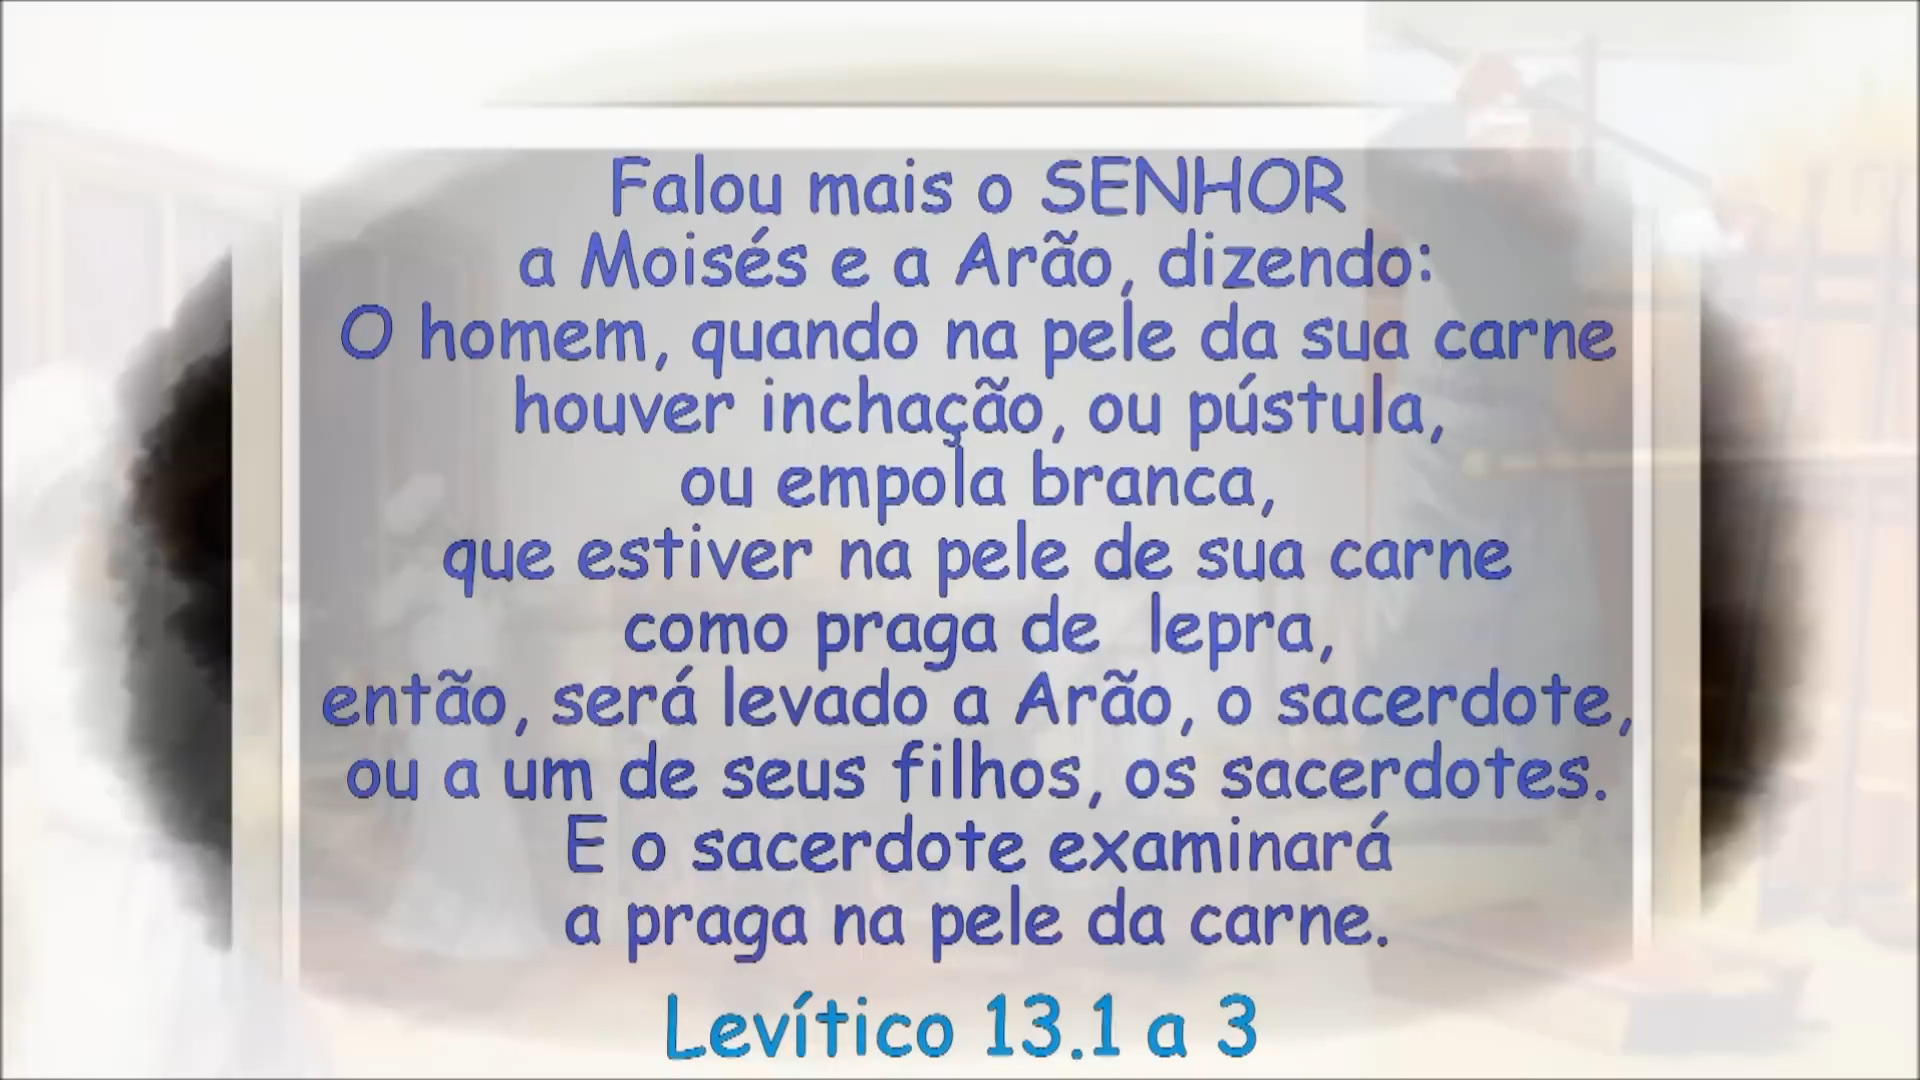 Falou mais o SENHOR
a Moisés e a Arão, dizendo:
O homem, quando na pele da sua carne
houver inchação, ou pústula,
ou empola branca,
que estiver na pele de sua carne
como praga de lepra,
então, será levado a Arão, o sacerdote,
ou a um de seus filhos, os sacerdotes.
E o sacerdote examinará
a praga na pele da carne.
Levítico 13.1 a 3